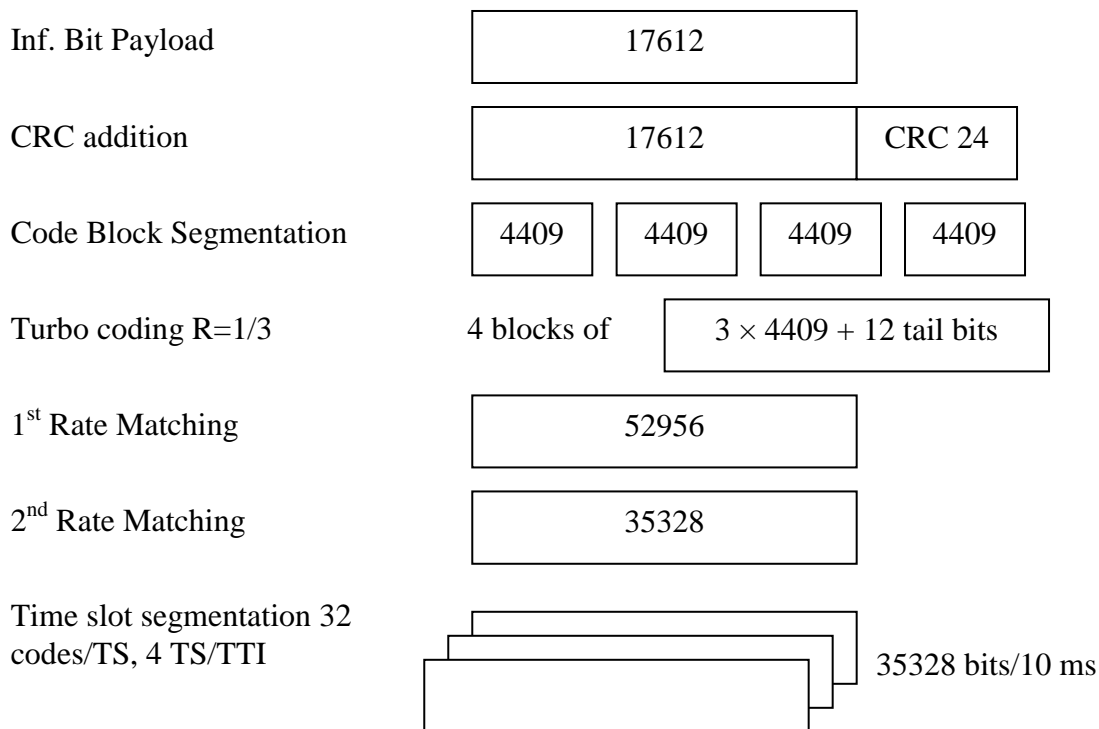 Inf. Bit Payload 17612
CRC addition 17612 CRC 24
Code Block Segmentation 4409 4409 4409 4409
Turbo coding R=1/3 4 blocks of 3 × 4409 + 12 tail bits
1st Rate Matching 52956
2nd Rate Matching 35328
Time slot segmentation 32
codes/TS, 4 TS/TTI
35328 bits/10 ms